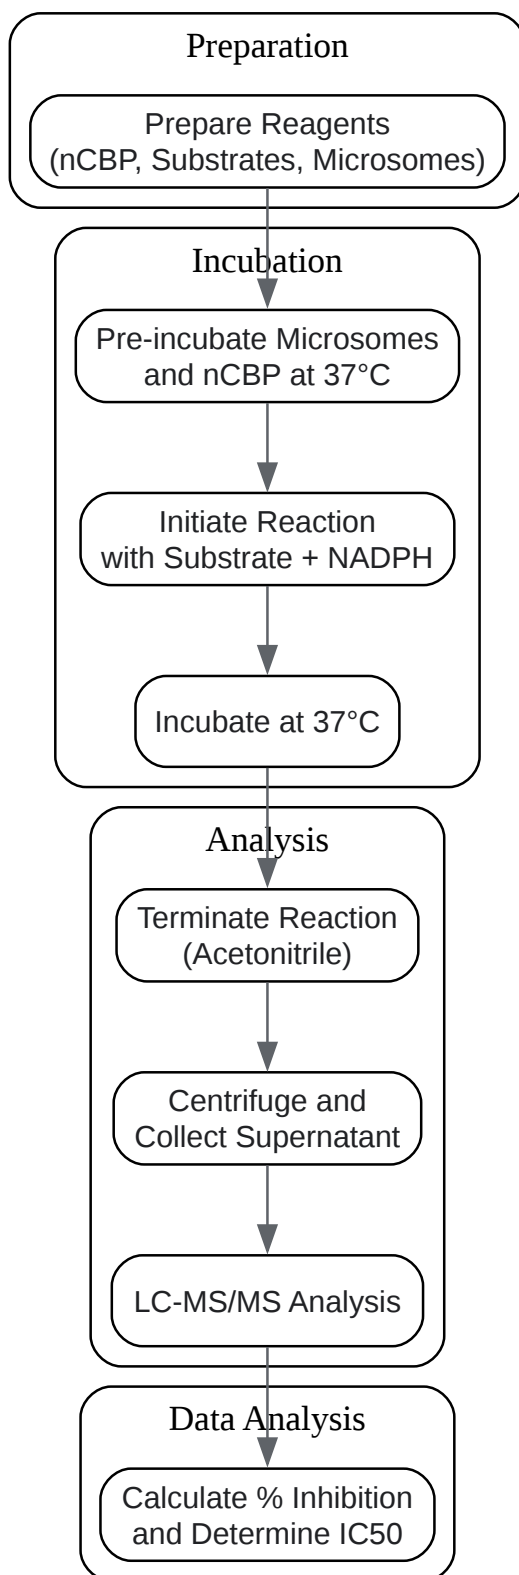 Preparation
Prepare Reagents
(nCBP, Substrates, Microsomes)
Incubation
Pre-incubate Microsomes
and nCBP at 37°C
Initiate Reaction
with Substrate + NADPH
Incubate at 37°C
Analysis
Terminate Reaction
(Acetonitrile)
Centrifuge and
Collect Supernatant
LC-MS/MS Analysis
Data Analysis
Calculate % Inhibition
and Determine IC50